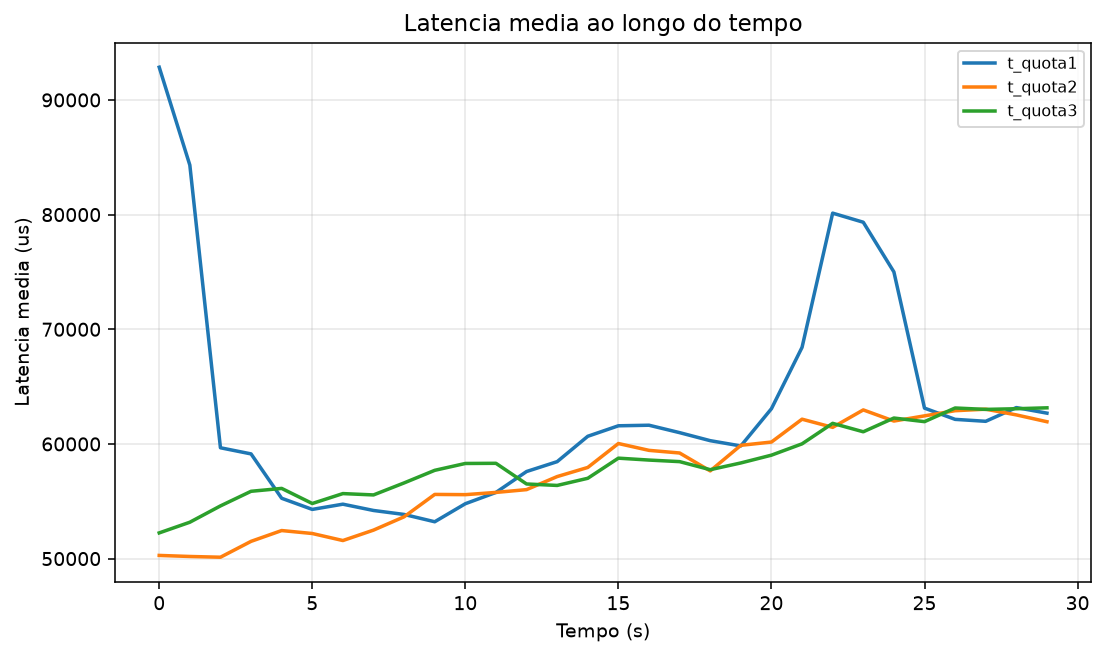 Latencia media ao longo do tempo
t_quota1
t_quota2
t_quota3
Latencia media (us)
90000
80000
70000
60000
50000
0 5 10 15 20 25 30
Tempo (s)